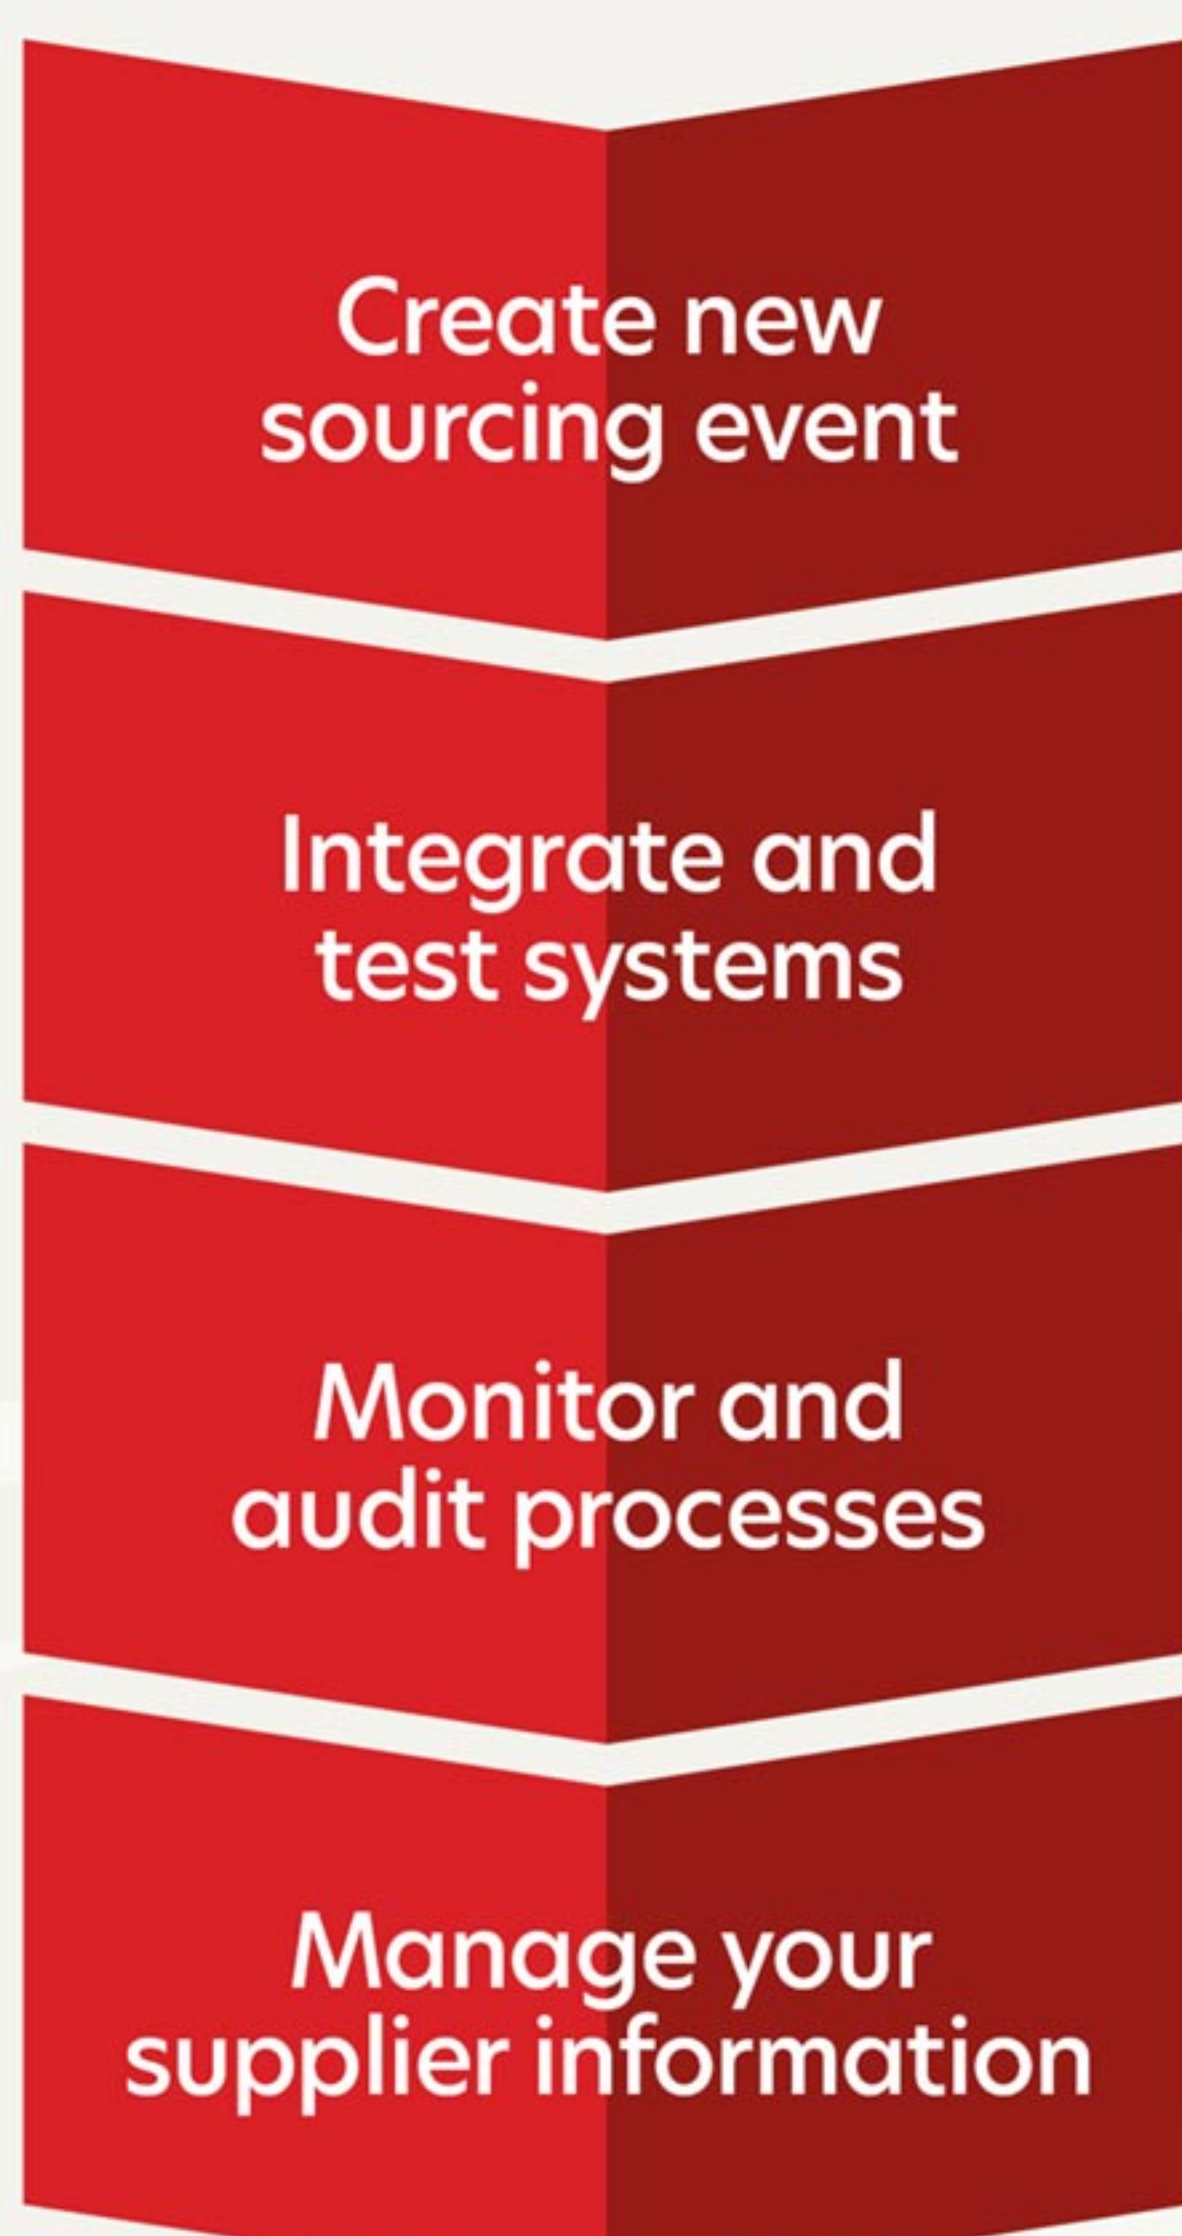 Create new
sourcing event
Integrate and
test systems
Monitor and
audit processes
Manage your
supplier information